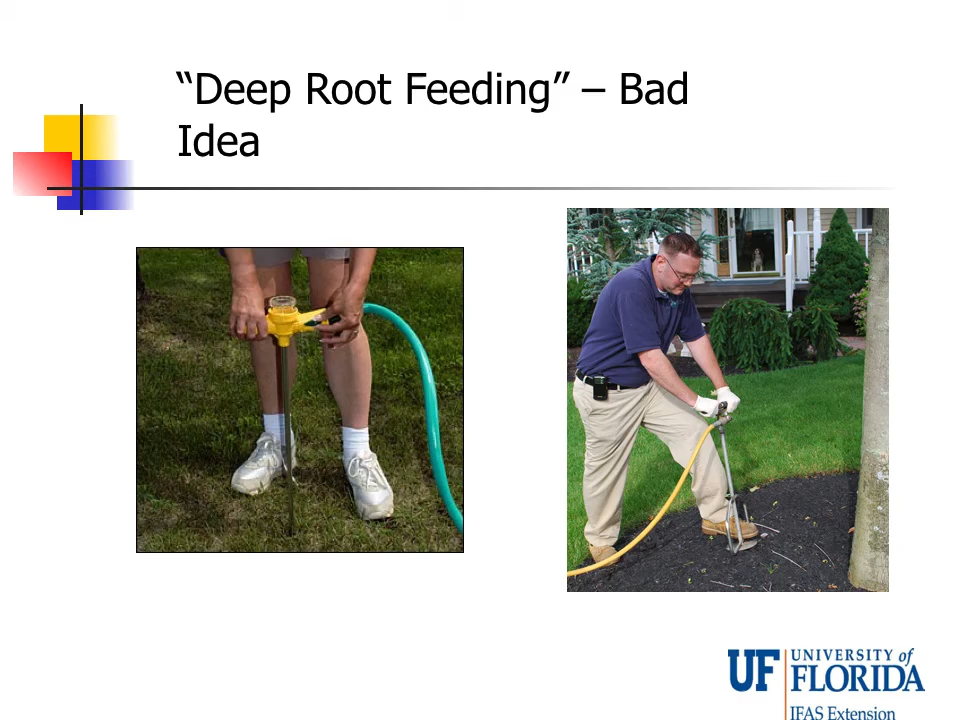 “Deep Root Feeding” – Bad
Idea
UF UNIVERSITY of
FLORIDA
IFAS Extension